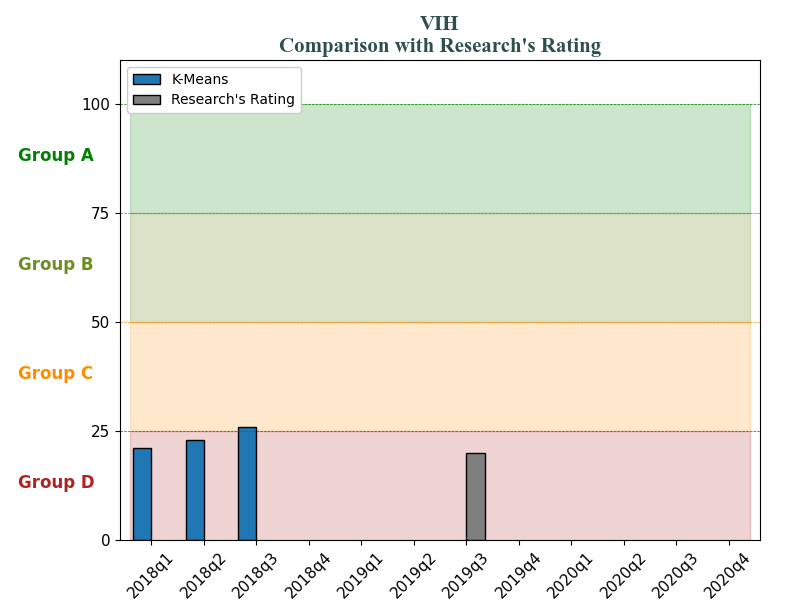 VIH
Comparison with Research's Rating
K-Means
Research's Rating
100
Group A
75
Group B
50
Group C
25
Group D
0
2018q1
2018q2
2018q3
2018q4
2019q1
2019q2
2019q3
2019q4
2020q1
2020q2
2020q3
2020q4